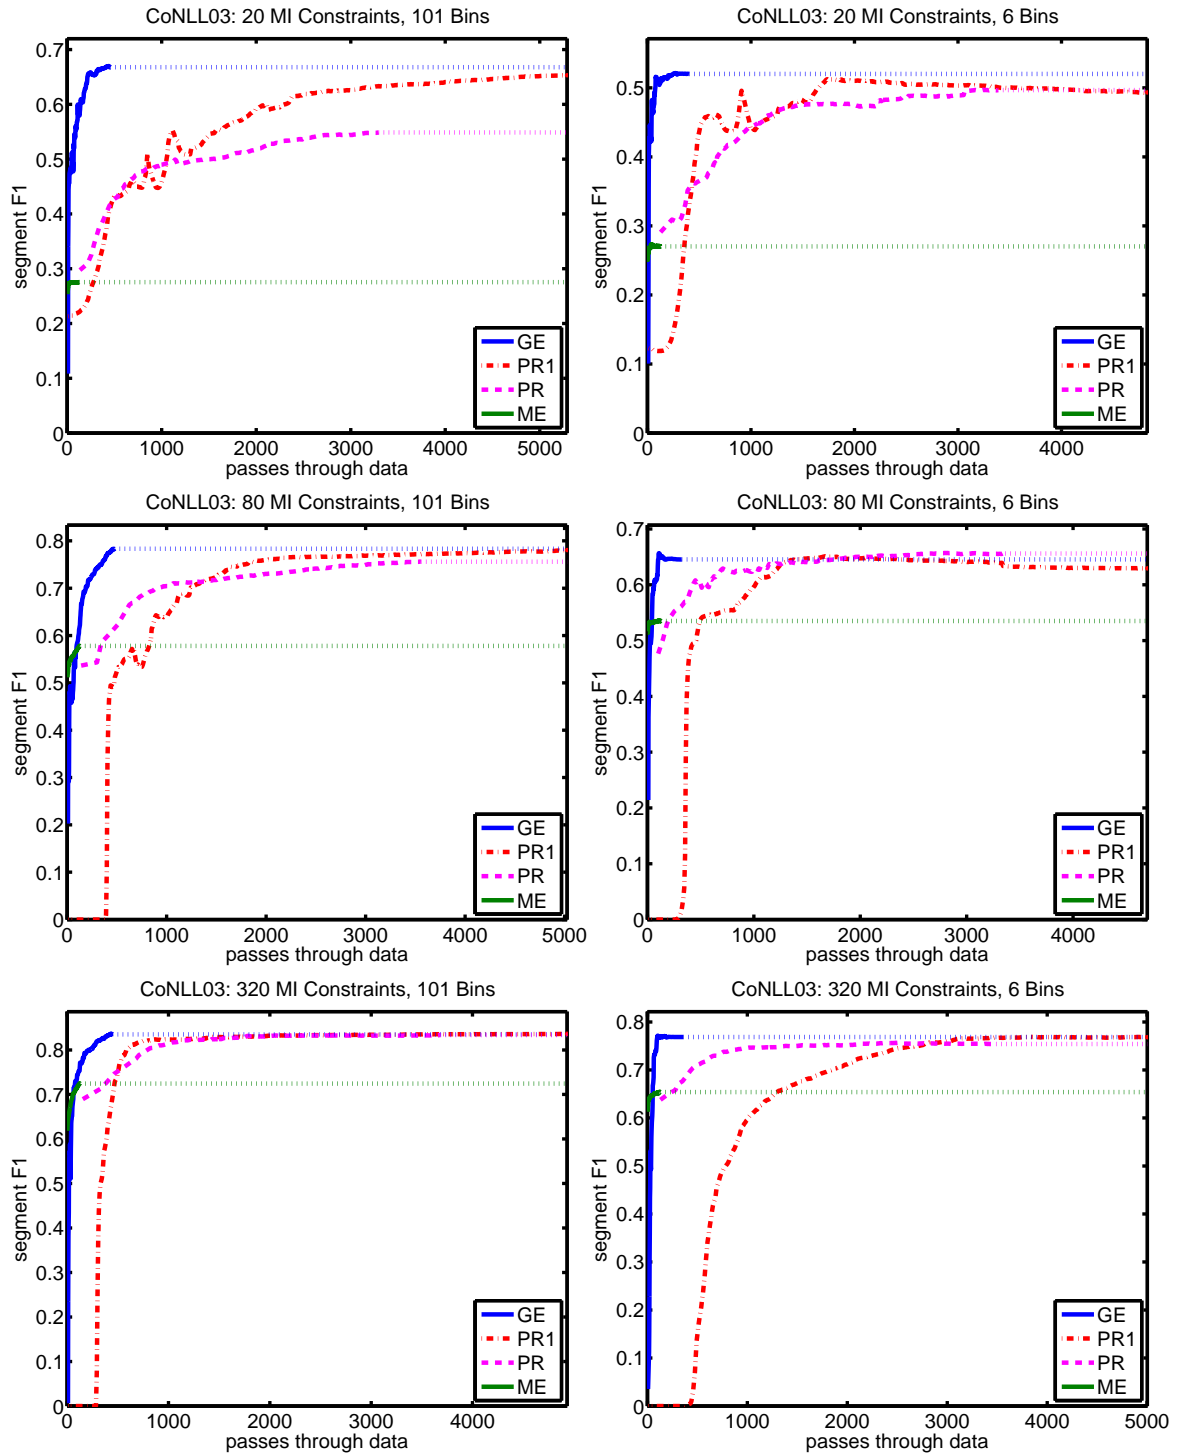 CoNLL03: 20 MI Constraints, 101 Bins
0.7
0.6
0.5
0.4
0.3
0.2
0.1
0
segment F1
GE
PR1
PR
ME
0 1000 2000 3000 4000 5000
passes through data
CoNLL03: 20 MI Constraints, 6 Bins
0.5
0.4
0.3
0.2
0.1
0
segment F1
GE
PR1
PR
ME
0 1000 2000 3000 4000
passes through data
CoNLL03: 80 MI Constraints, 101 Bins
0.8
0.7
0.6
0.5
0.4
0.3
0.2
0.1
0
segment F1
GE
PR1
PR
ME
0 1000 2000 3000 4000 5000
passes through data
CoNLL03: 80 MI Constraints, 6 Bins
0.7
0.6
0.5
0.4
0.3
0.2
0.1
0
segment F1
GE
PR1
PR
ME
0 1000 2000 3000 4000
passes through data
CoNLL03: 320 MI Constraints, 101 Bins
0.8
0.7
0.6
0.5
0.4
0.3
0.2
0.1
0
segment F1
GE
PR1
PR
ME
0 1000 2000 3000 4000
passes through data
CoNLL03: 320 MI Constraints, 6 Bins
0.8
0.7
0.6
0.5
0.4
0.3
0.2
0.1
0
segment F1
GE
PR1
PR
ME
0 1000 2000 3000 4000 5000
passes through data